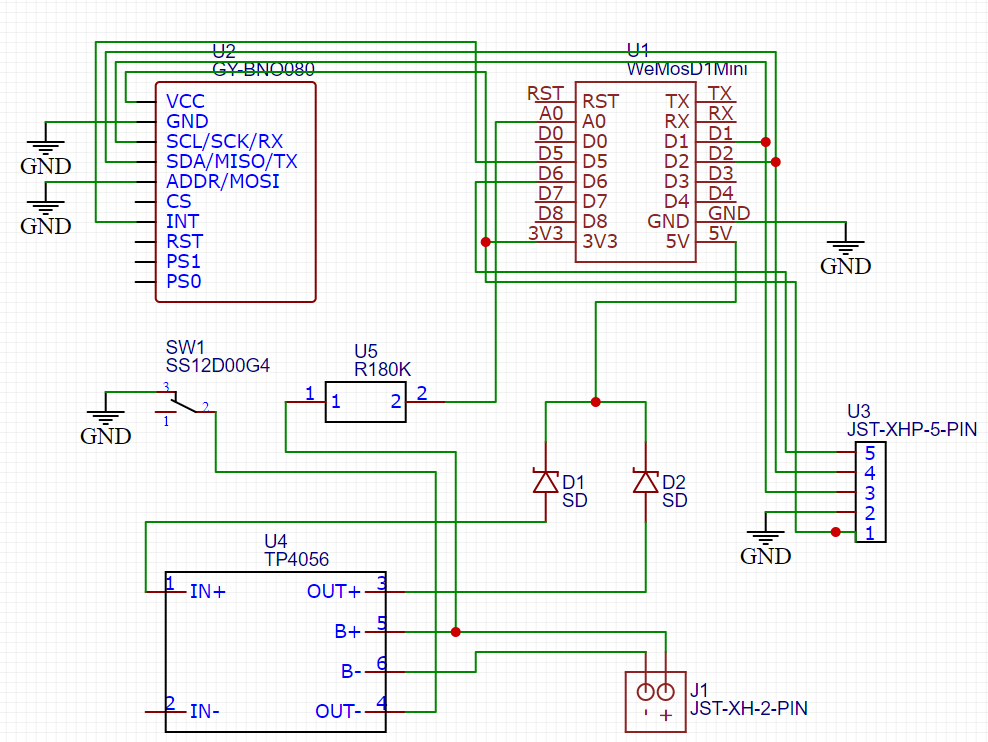 U2
GY-BNO080
VCC
GND
SCL/SCK/RX
SDA/MISO/TX
ADDR/MOSI
CS
INT
RST
PS1
PS0
GND
GND
U1
WeMosD1Mini
RST RST TX TX
A0 A0 RX RX
D0 D0 D1 D1
D5 D5 D2 D2
D6 D6 D3 D3
D7 D7 D4 D4
D8 D8 GND GND
3V3 3V3 5V 5V
GND
SW1
SS12D00G4
3
2
1
GND
U5
R180K
1 1 2 2
D1
SD
D2
SD
U3
JST-XHP-5-PIN
5
4
3
2
1
GND
U4
TP4056
1 IN+ OUT+ 3
B+ 5
B- 6
2 IN- OUT- 4
J1
JST-XH-2-PIN
- +